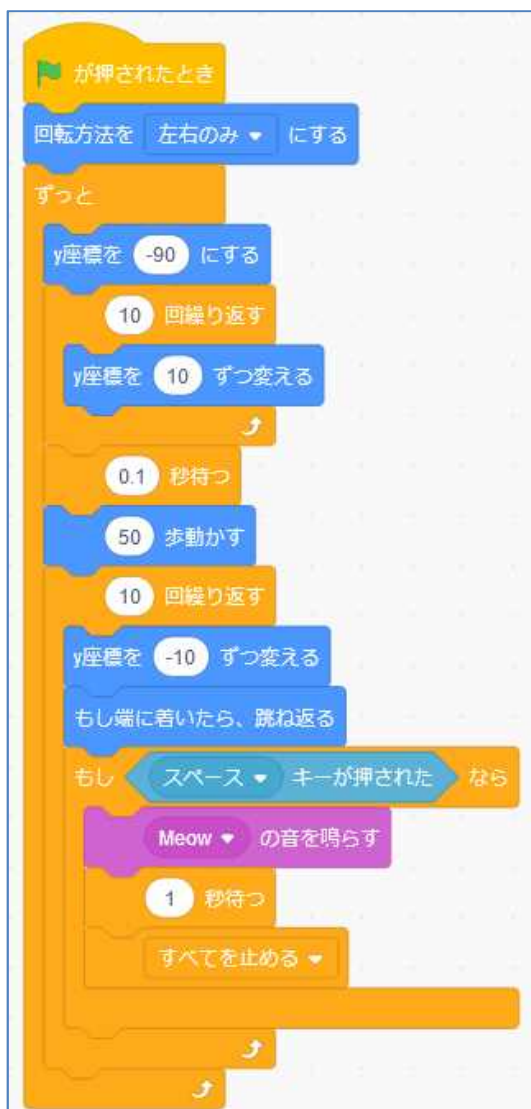 が押されたとき
回転方法を 左右のみ にする
ずっと
y座標を -90 にする
10 回繰り返す
y座標を 10 ずつ変える
0.1 秒待つ
50 歩動かす
10 回繰り返す
y座標を -10 ずつ変える
もし端に着いたら、跳ね返る
もし スペース キーが押された なら
Meow の音を鳴らす
1 秒待つ
すべてを止める